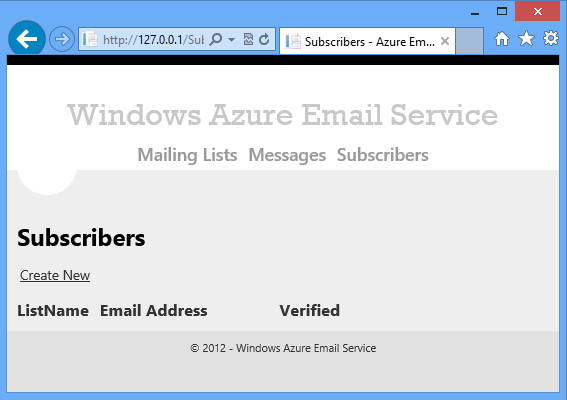 http://127.0.0.1/Sub
Subscribers - Azure Em...
Windows Azure Email Service
Mailing Lists Messages Subscribers
Subscribers
Create New
ListName Email Address Verified
© 2012 - Windows Azure Email Service